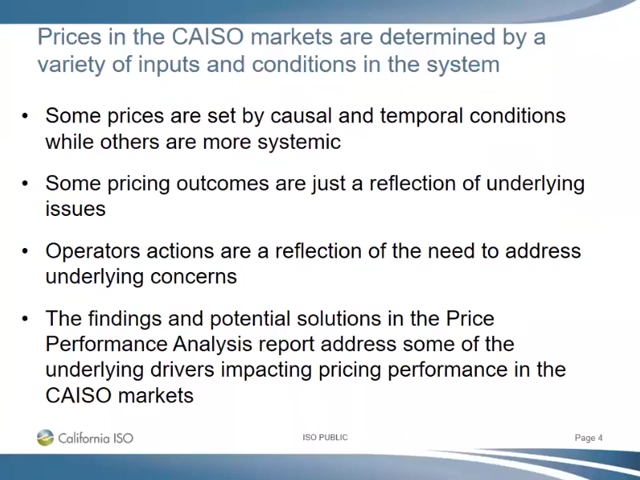 Prices in the CAISO markets are determined by a
variety of inputs and conditions in the system
• Some prices are set by causal and temporal conditions
while others are more systemic
• Some pricing outcomes are just a reflection of underlying
issues
• Operators actions are a reflection of the need to address
underlying concerns
• The findings and potential solutions in the Price
Performance Analysis report address some of the
underlying drivers impacting pricing performance in the
CAISO markets
California ISO
ISO PUBLIC
Page 4